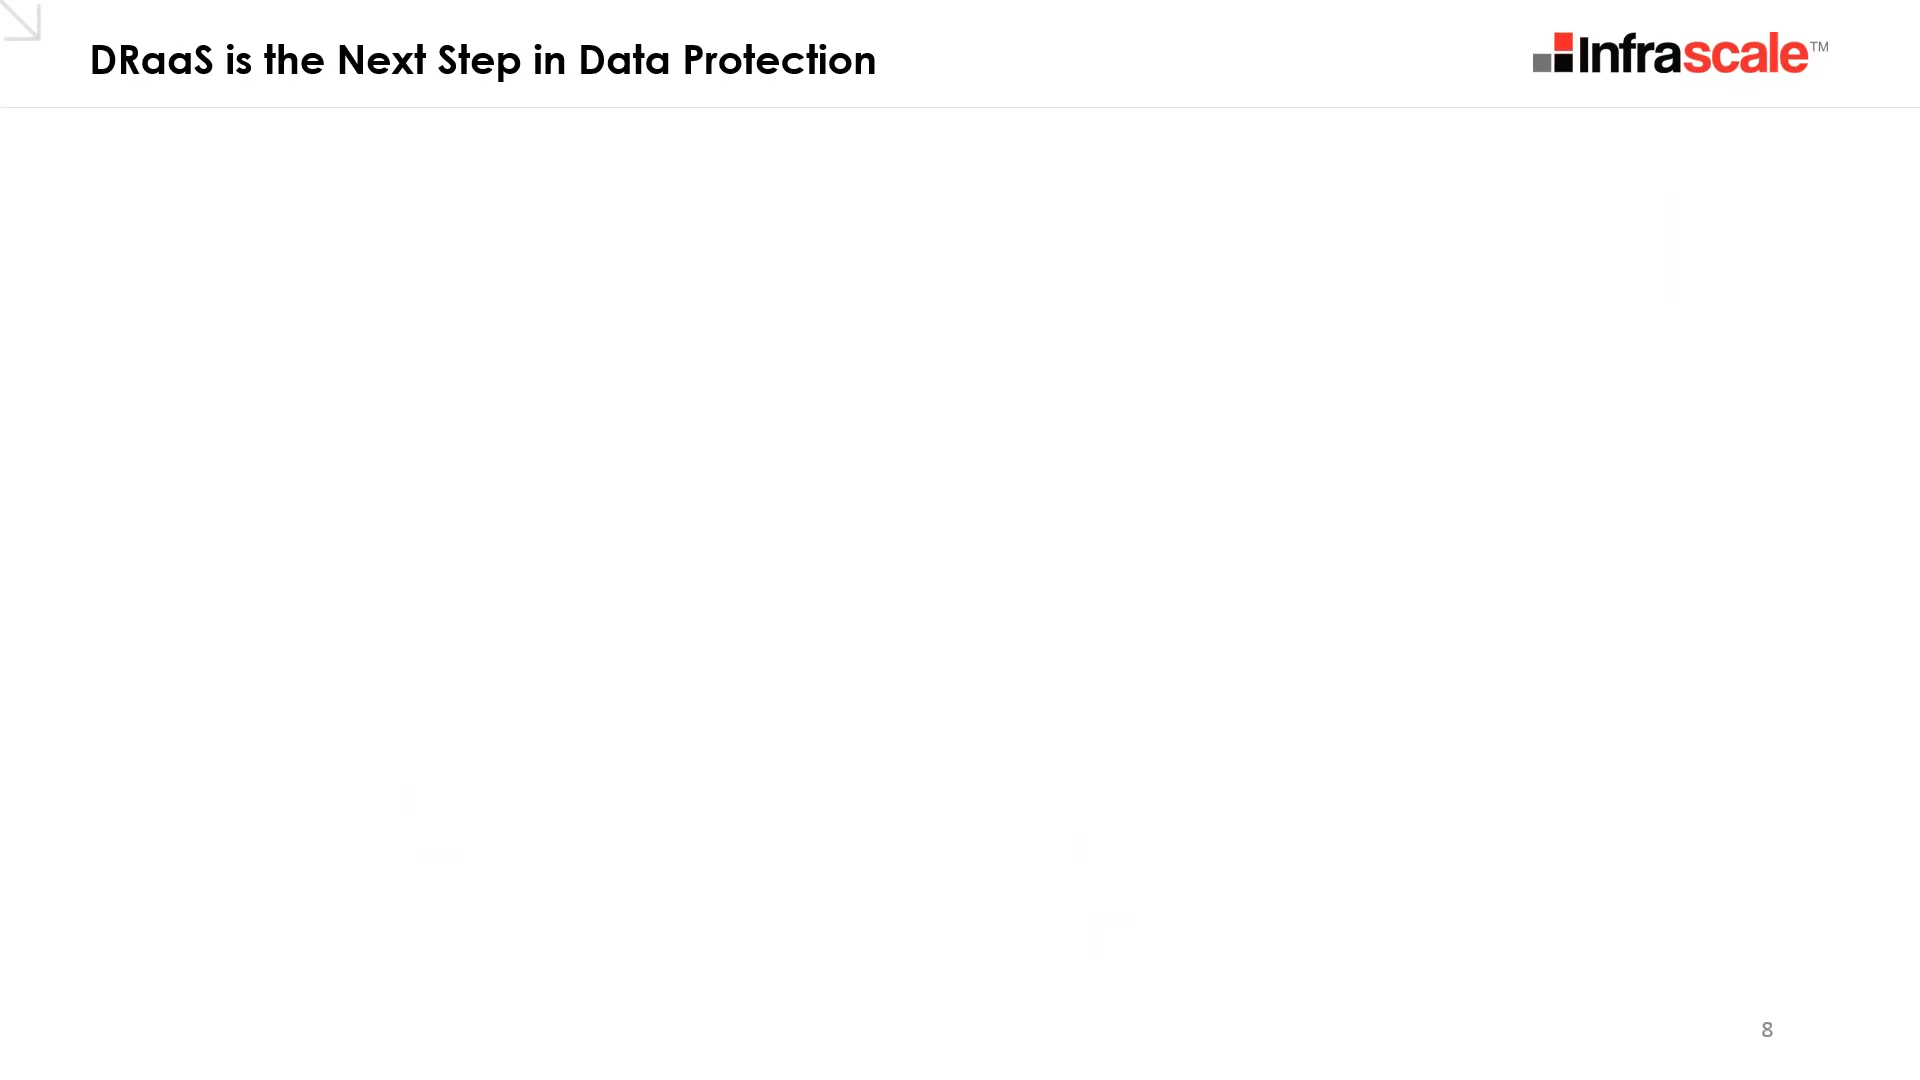 DRaaS is the Next Step in Data Protection
Infrascale™
8